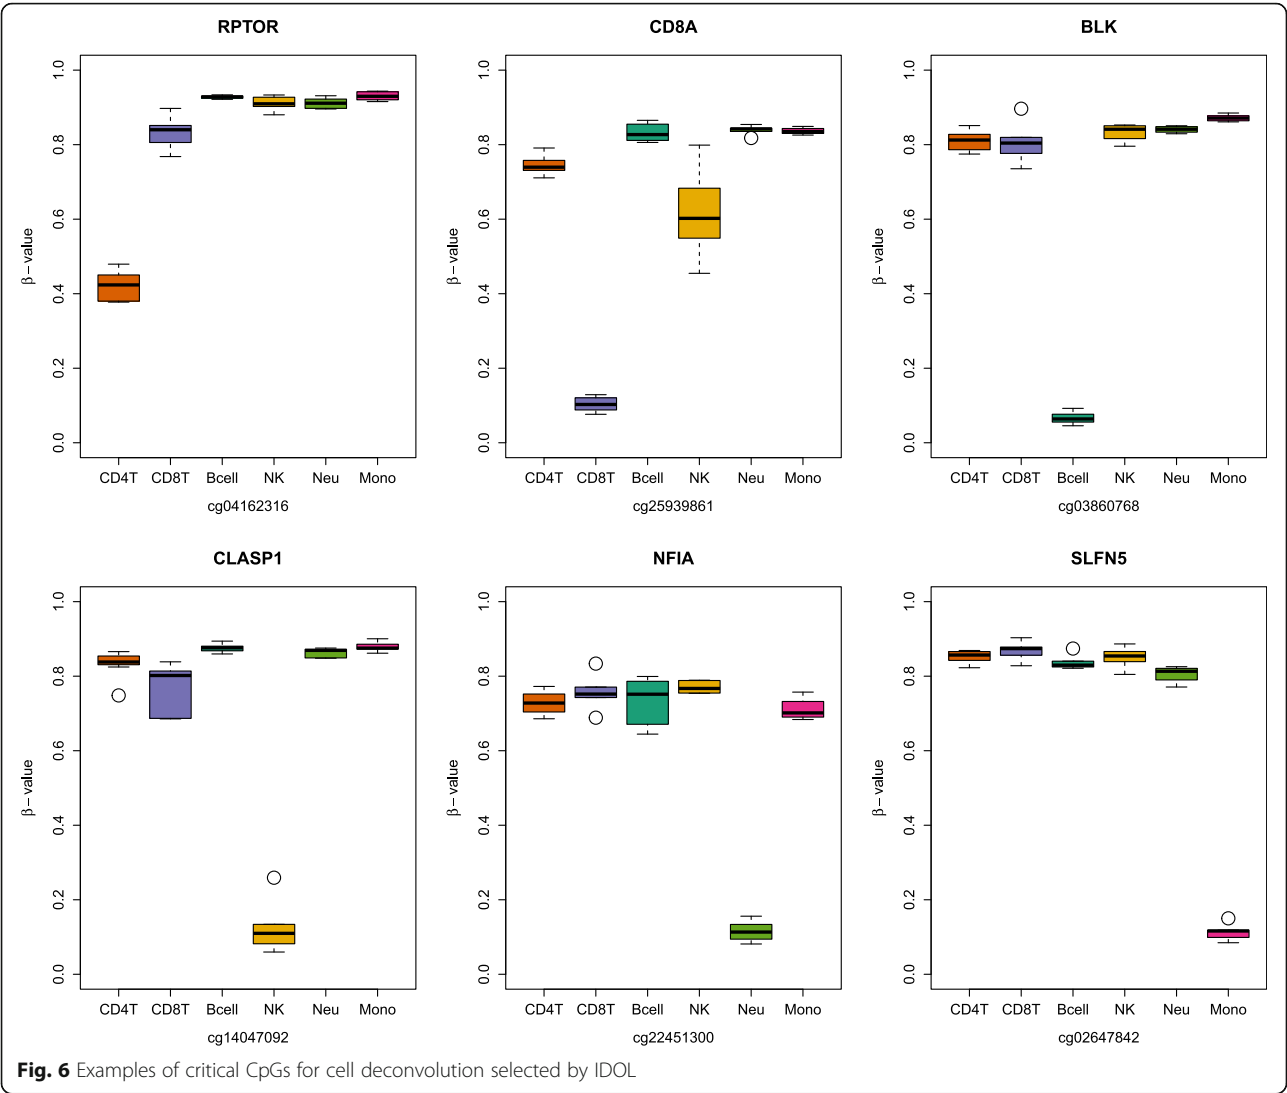 RPTOR
CD8A
BLK
β – value
1.0
0.8
0.6
0.4
0.2
0.0
CD4T CD8T Bcell NK Neu Mono
cg04162316
β – value
1.0
0.8
0.6
0.4
0.2
0.0
CD4T CD8T Bcell NK Neu Mono
cg25939861
β – value
1.0
0.8
0.6
0.4
0.2
0.0
CD4T CD8T Bcell NK Neu Mono
cg03860768
CLASP1
NFIA
SLFN5
β – value
1.0
0.8
0.6
0.4
0.2
0.0
CD4T CD8T Bcell NK Neu Mono
cg14047092
β – value
1.0
0.8
0.6
0.4
0.2
0.0
CD4T CD8T Bcell NK Neu Mono
cg22451300
β – value
1.0
0.8
0.6
0.4
0.2
0.0
CD4T CD8T Bcell NK Neu Mono
cg02647842
Fig. 6 Examples of critical CpGs for cell deconvolution selected by IDOL